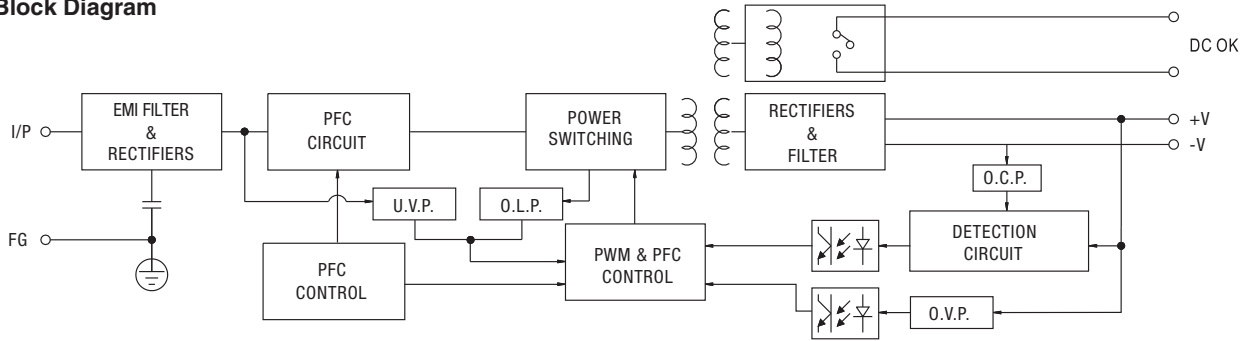 Block Diagram
DC OK
I/P
EMI FILTER
&
RECTIFIERS
PFC
CIRCUIT
POWER
SWITCHING
RECTIFIERS
&
FILTER
+V
-V
O.C.P.
U.V.P.
O.L.P.
FG
PFC
CONTROL
PWM & PFC
CONTROL
DETECTION
CIRCUIT
O.V.P.